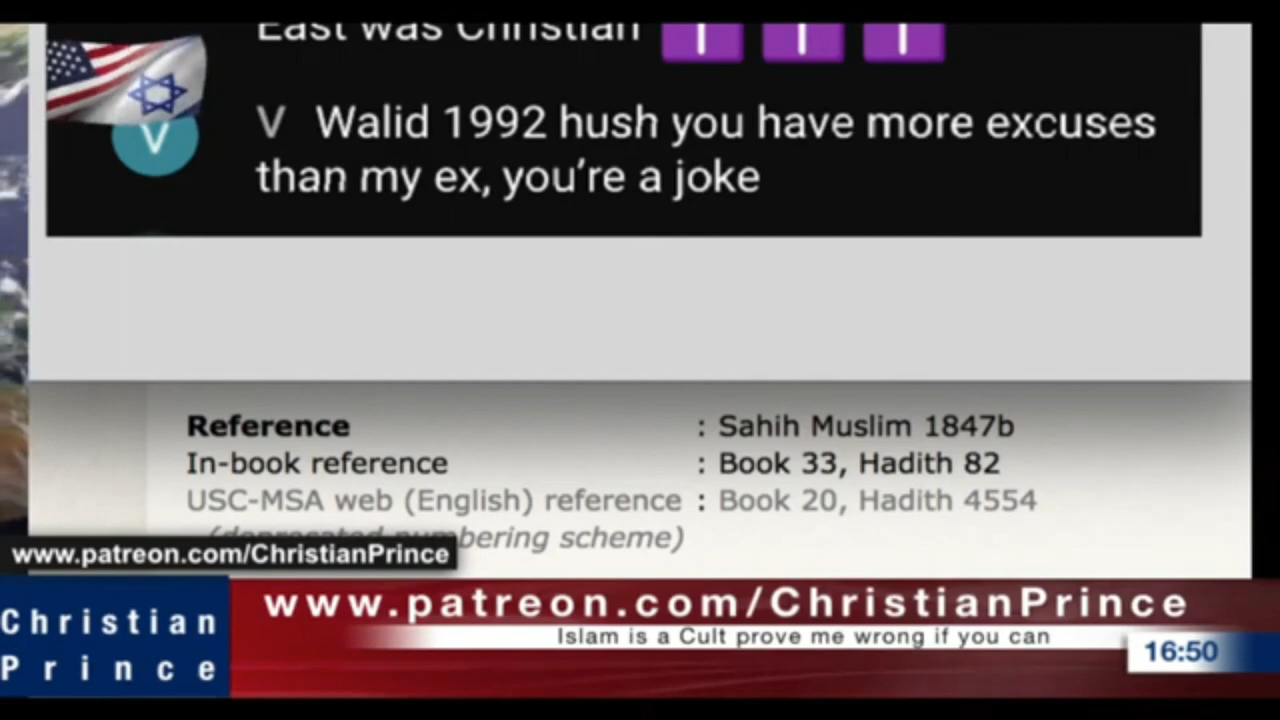 East was Christian ✝️ ✝️ ✝️
V Walid 1992 hush you have more excuses
than my ex, you're a joke
V
Reference : Sahih Muslim 1847b
In-book reference : Book 33, Hadith 82
USC-MSA web (English) reference : Book 20, Hadith 4554
(deprecated numbering scheme)
www.patreon.com/ChristianPrince
www.patreon.com/ChristianPrince
Islam is a Cult prove me wrong if you can
Christian
Prince
16:50